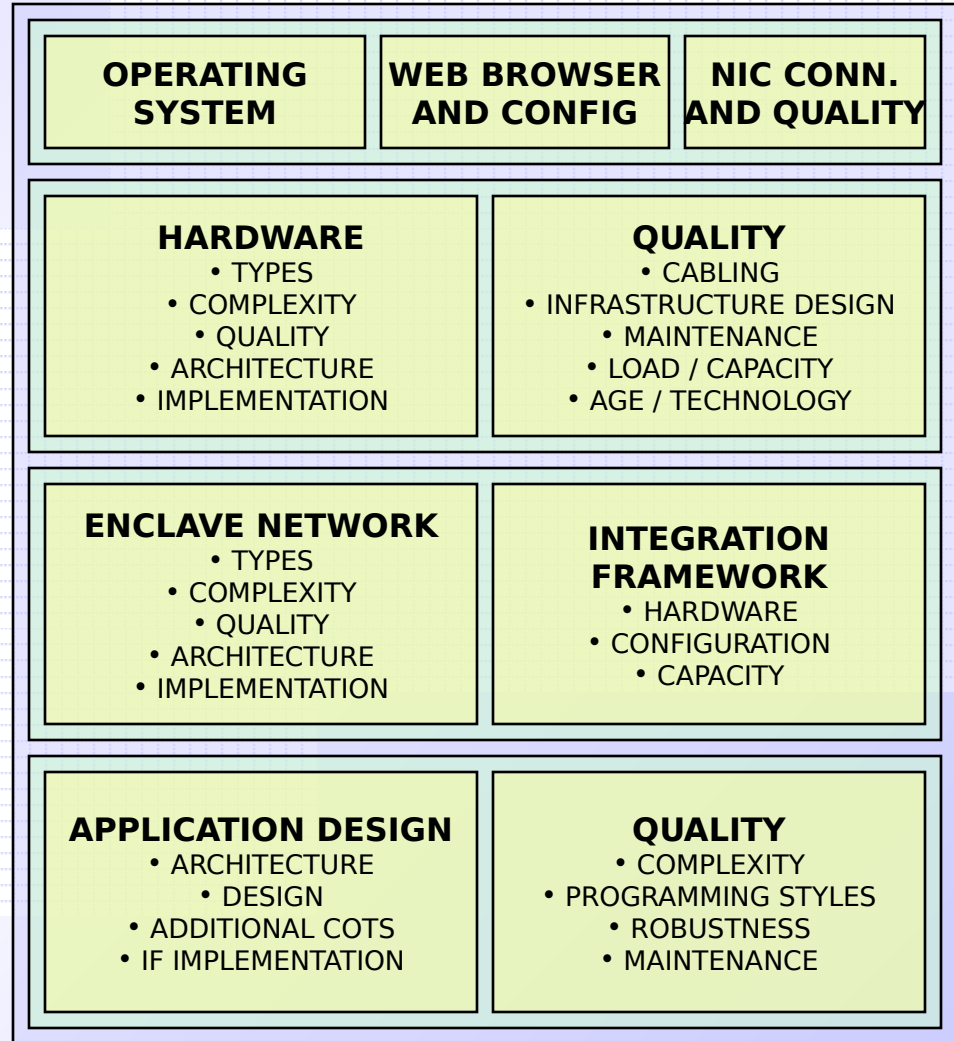 OPERATING
SYSTEM
WEB BROWSER
AND CONFIG
NIC CONN.
AND QUALITY
HARDWARE
• TYPES
• COMPLEXITY
• QUALITY
• ARCHITECTURE
• IMPLEMENTATION
QUALITY
• CABLING
• INFRASTRUCTURE DESIGN
• MAINTENANCE
• LOAD / CAPACITY
• AGE / TECHNOLOGY
ENCLAVE NETWORK
• TYPES
• COMPLEXITY
• QUALITY
• ARCHITECTURE
• IMPLEMENTATION
INTEGRATION
FRAMEWORK
• HARDWARE
• CONFIGURATION
• CAPACITY
APPLICATION DESIGN
• ARCHITECTURE
• DESIGN
• ADDITIONAL COTS
• IF IMPLEMENTATION
QUALITY
• COMPLEXITY
• PROGRAMMING STYLES
• ROBUSTNESS
• MAINTENANCE